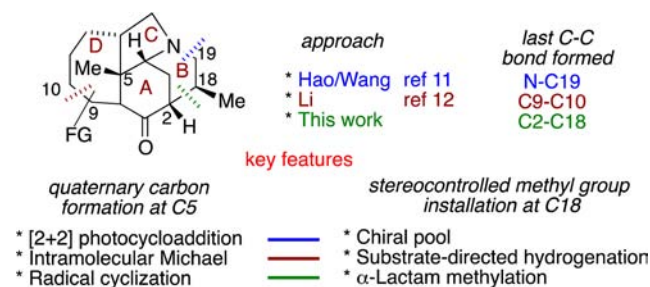 D
C
H
N
19
Me
5
A
B
18
10
9
2
Me
FG
O
H
approach
last C-C
bond formed
* Hao/Wang ref 11 N-C19
* Li ref 12 C9-C10
* This work C2-C18
key features
quaternary carbon
formation at C5
stereocontrolled methyl group
installation at C18
* [2+2] photocycloaddition * Chiral pool
* Intramolecular Michael * Substrate-directed hydrogenation
* Radical cyclization * α-Lactam methylation